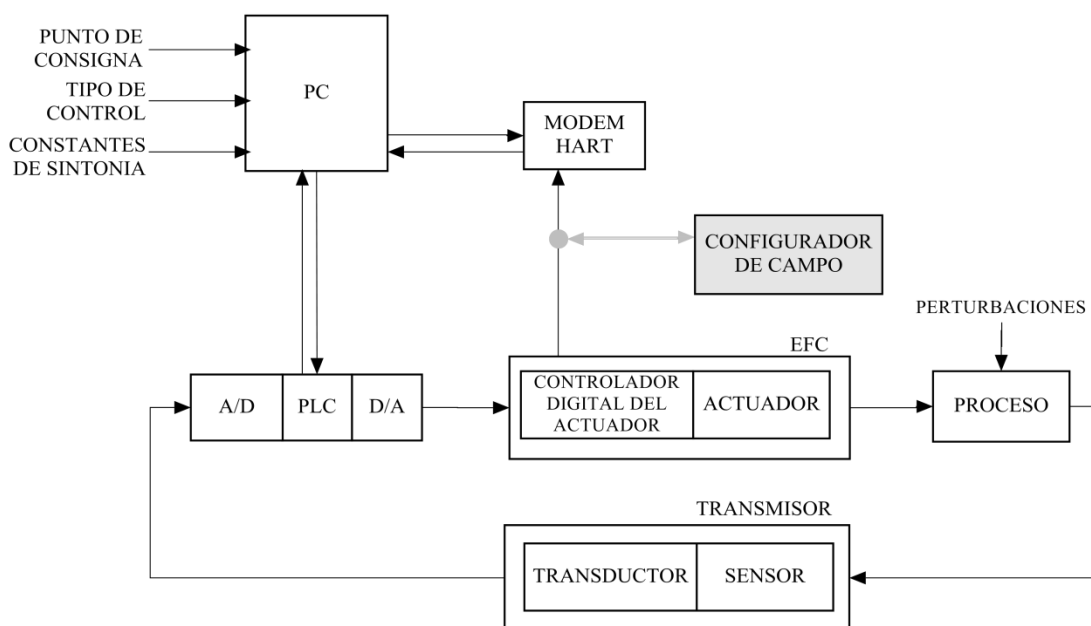 PUNTO DE
CONSIGNA
TIPO DE
CONTROL
CONSTANTES
DE SINTONIA
PC
MODEM
HART
CONFIGURADOR
DE CAMPO
PERTURBACIONES
EFC
A/D
PLC
D/A
CONTROLADOR
DIGITAL DEL
ACTUADOR
ACTUADOR
PROCESO
TRANSMISOR
TRANSDUCTOR
SENSOR